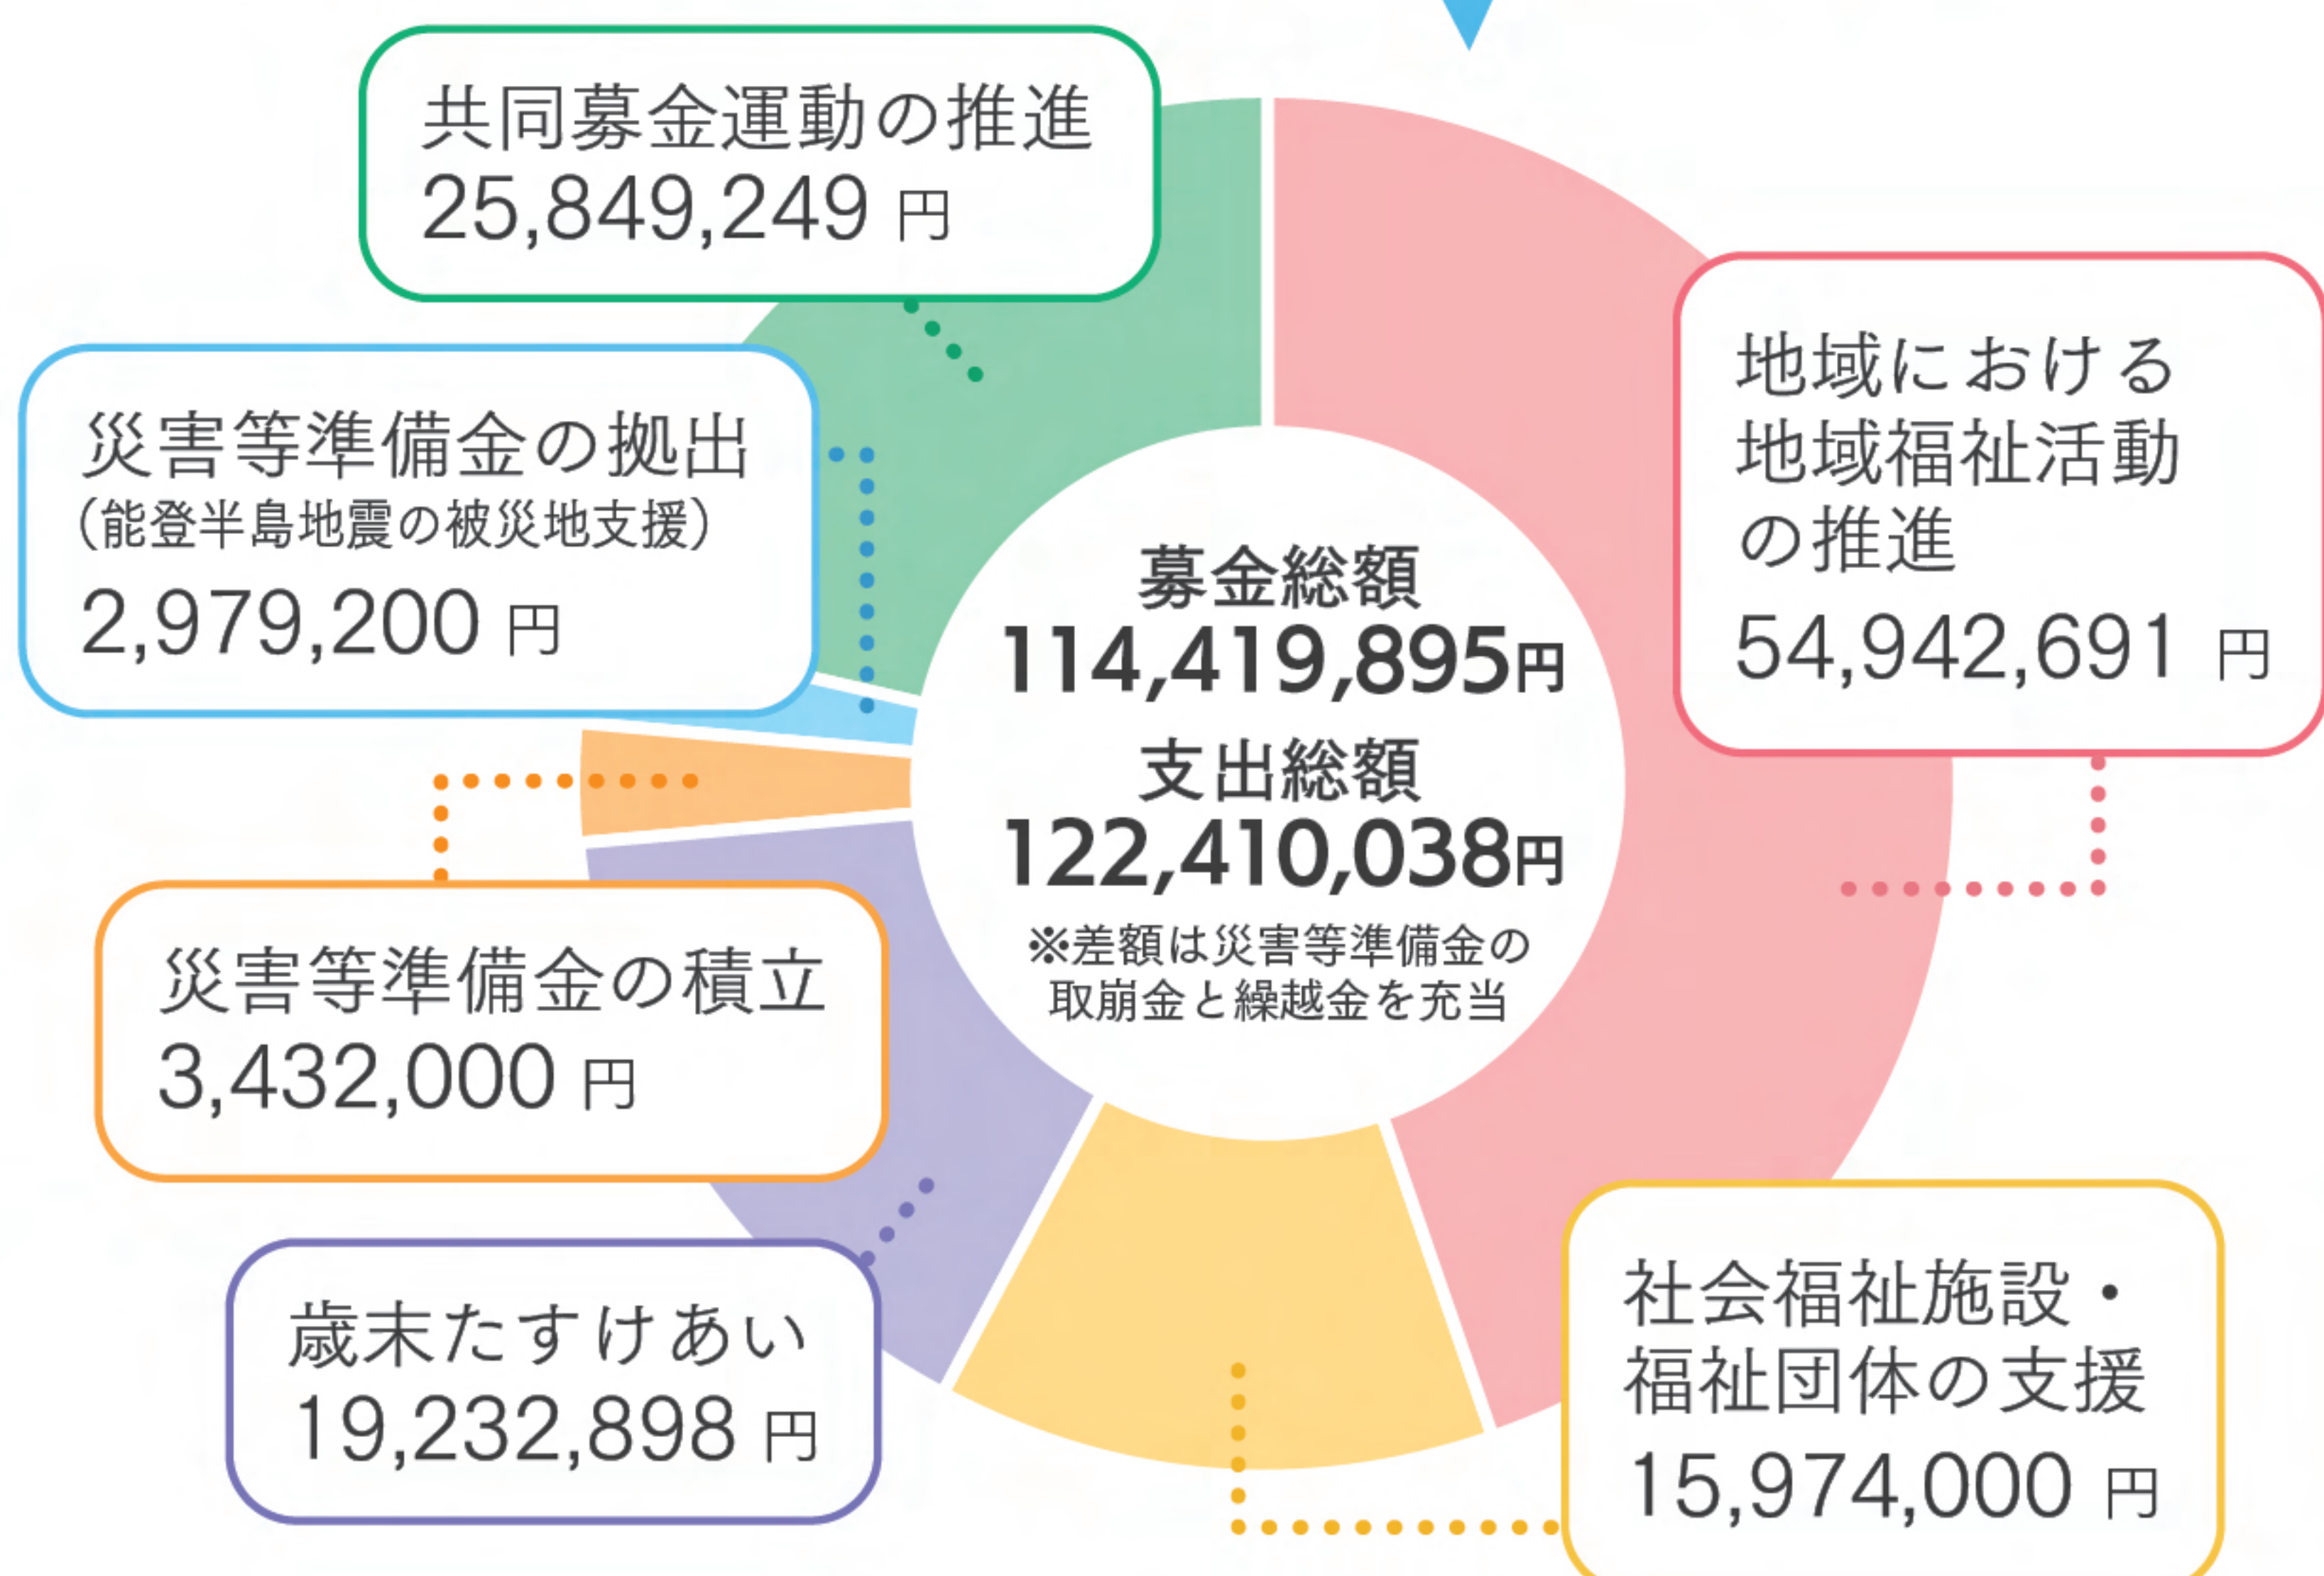 共同募金運動の推進
25,849,249 円
災害等準備金の拠出
(能登半島地震の被災地支援)
2,979,200 円
地域における
地域福祉活動
の推進
54,942,691 円
募金総額
114,419,895円
支出総額
122,410,038円
※差額は災害等準備金の
取崩金と繰越金を充当
災害等準備金の積立
3,432,000 円
歳末たすけあい
19,232,898 円
社会福祉施設・
福祉団体の支援
15,974,000 円